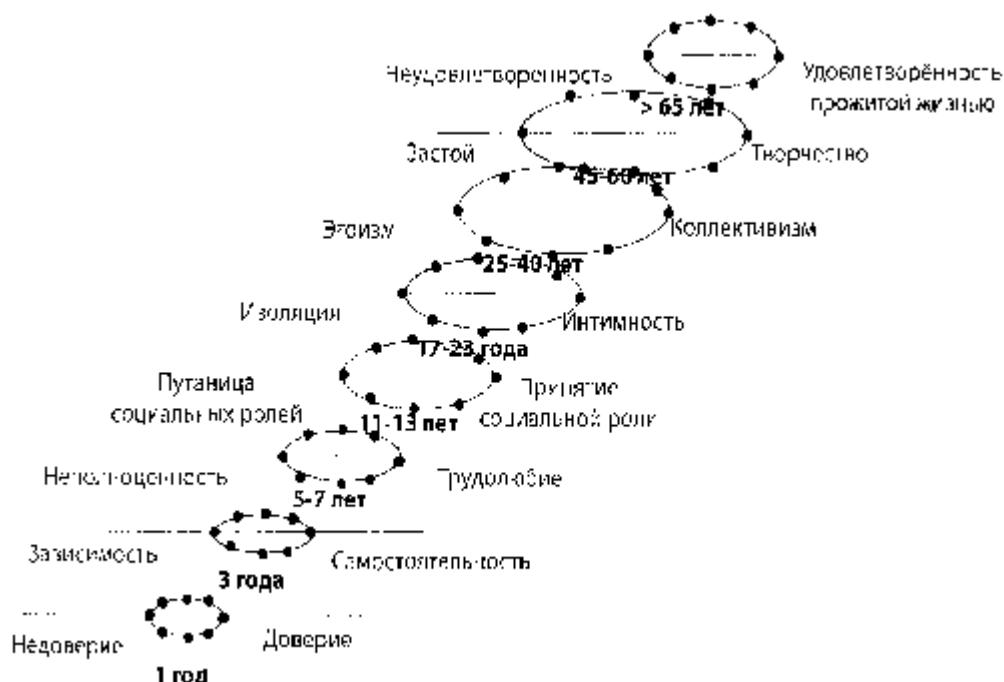 Неудовлетворенность
Удовлетворённость
прожитой жизнью
> 65 лет
Застой
Творчество
45-60 лет
Эгоизм
Коллективизм
25-40 лет
Изоляция
Интимность
17-23 года
Путаница
социальных ролей
Принятие
социальной роли
11-13 лет
Неполноценность
Трудолюбие
5-7 лет
Зависимость
Самостоятельность
3 года
Недоверие
Доверие
1 год